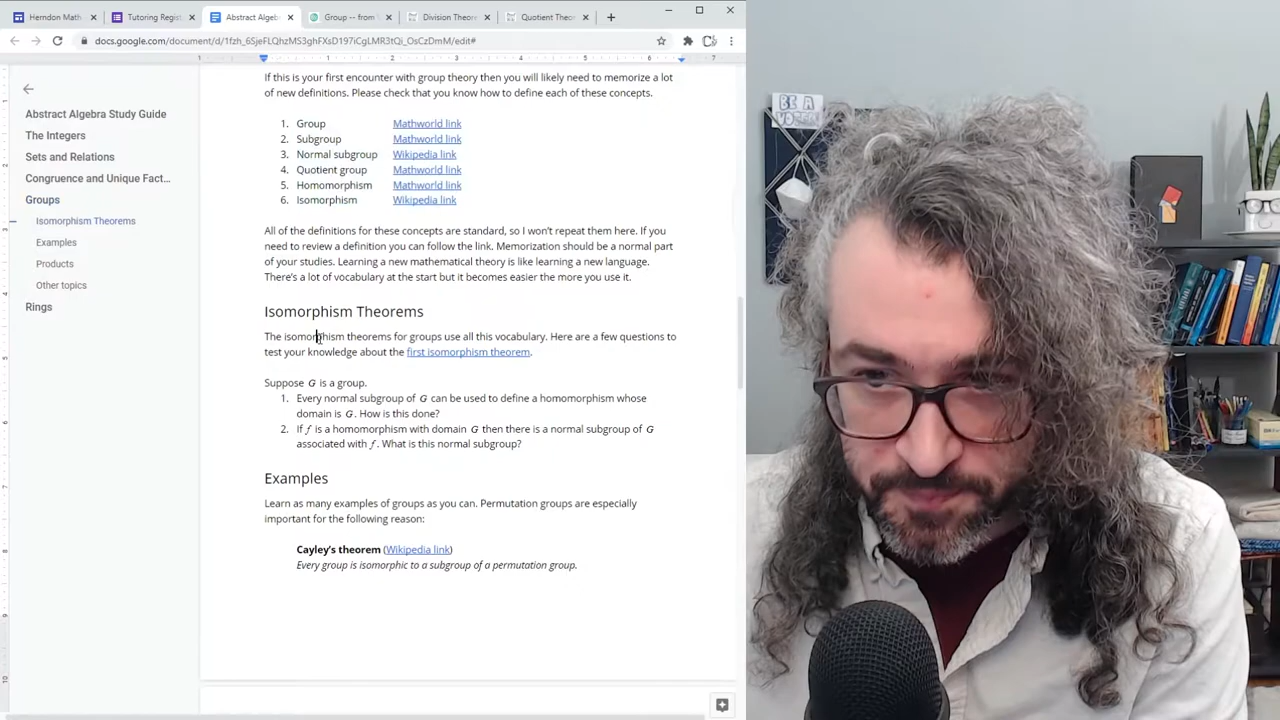 Herndon Math
Tutoring Regist
Abstract Algeb
Group -- from
Division Theore
Quotient Theo
docs.google.com/document/d/1fzh_6SjeFLQhzMS3ghFXsD197iCgLMR3tQi_OsCzDmM/edit#
1 1 2 3 4 5 6 7
Abstract Algebra Study Guide
The Integers
Sets and Relations
Congruence and Unique Fact...
Groups
Isomorphism Theorems
Examples
Products
Other topics
Rings
If this is your first encounter with group theory then you will likely need to memorize a lot
of new definitions. Please check that you know how to define each of these concepts.
1. Group Mathworld link
2. Subgroup Mathworld link
3. Normal subgroup Wikipedia link
4. Quotient group Mathworld link
5. Homomorphism Mathworld link
6. Isomorphism Wikipedia link
All of the definitions for these concepts are standard, so I won't repeat them here. If you
need to review a definition you can follow the link. Memorization should be a normal part
of your studies. Learning a new mathematical theory is like learning a new language.
There's a lot of vocabulary at the start but it becomes easier the more you use it.
Isomorphism Theorems
The isomorphism theorems for groups use all this vocabulary. Here are a few questions to
test your knowledge about the first isomorphism theorem.
Suppose G is a group.
1. Every normal subgroup of G can be used to define a homomorphism whose
domain is G. How is this done?
2. If f is a homomorphism with domain G then there is a normal subgroup of G
associated with f. What is this normal subgroup?
Examples
Learn as many examples of groups as you can. Permutation groups are especially
important for the following reason:
Cayley's theorem (Wikipedia link)
Every group is isomorphic to a subgroup of a permutation group.
BE A
VERB